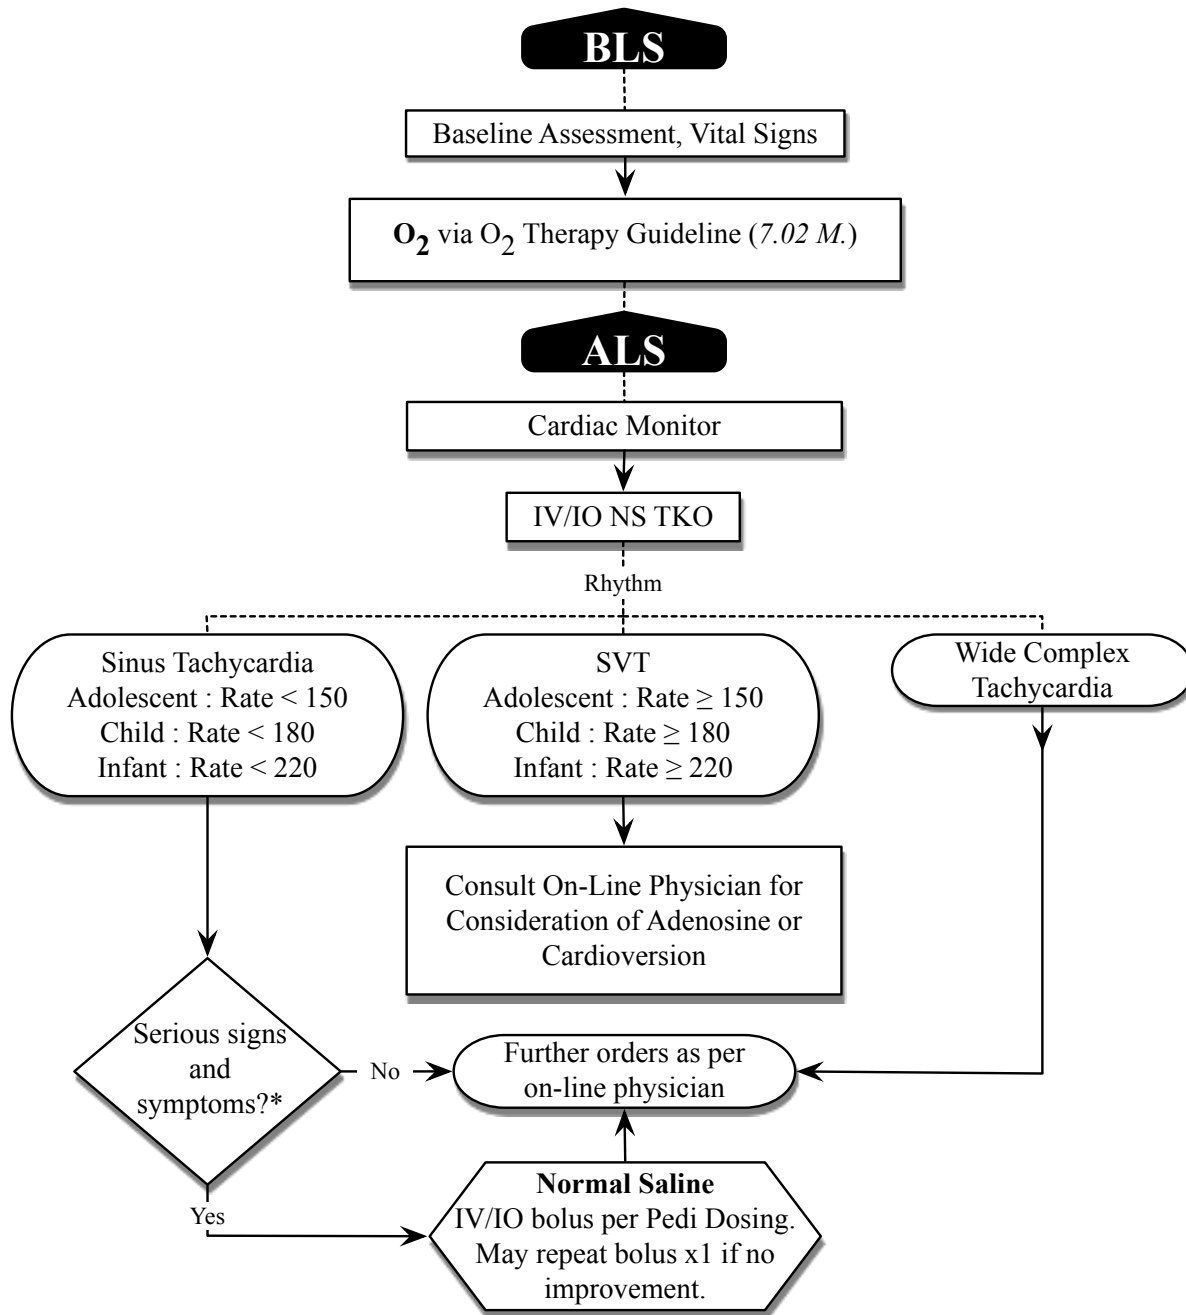 BLS
Baseline Assessment, Vital Signs
O2 via O2 Therapy Guideline (7.02 M.)
ALS
Cardiac Monitor
IV/IO NS TKO
Rhythm
Sinus Tachycardia
Adolescent : Rate < 150
Child : Rate < 180
Infant : Rate < 220
SVT
Adolescent : Rate ≥ 150
Child : Rate ≥ 180
Infant : Rate ≥ 220
Wide Complex
Tachycardia
Consult On-Line Physician for
Consideration of Adenosine or
Cardioversion
Serious signs
and
symptoms?*
No
Further orders as per
on-line physician
Yes
Normal Saline
IV/IO bolus per Pedi Dosing.
May repeat bolus x1 if no
improvement.